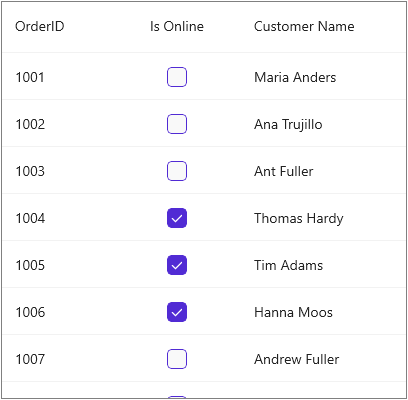 OrderID Is Online Customer Name
1001 Maria Anders
1002 Ana Trujillo
1003 Ant Fuller
1004 Thomas Hardy
1005 Tim Adams
1006 Hanna Moos
1007 Andrew Fuller